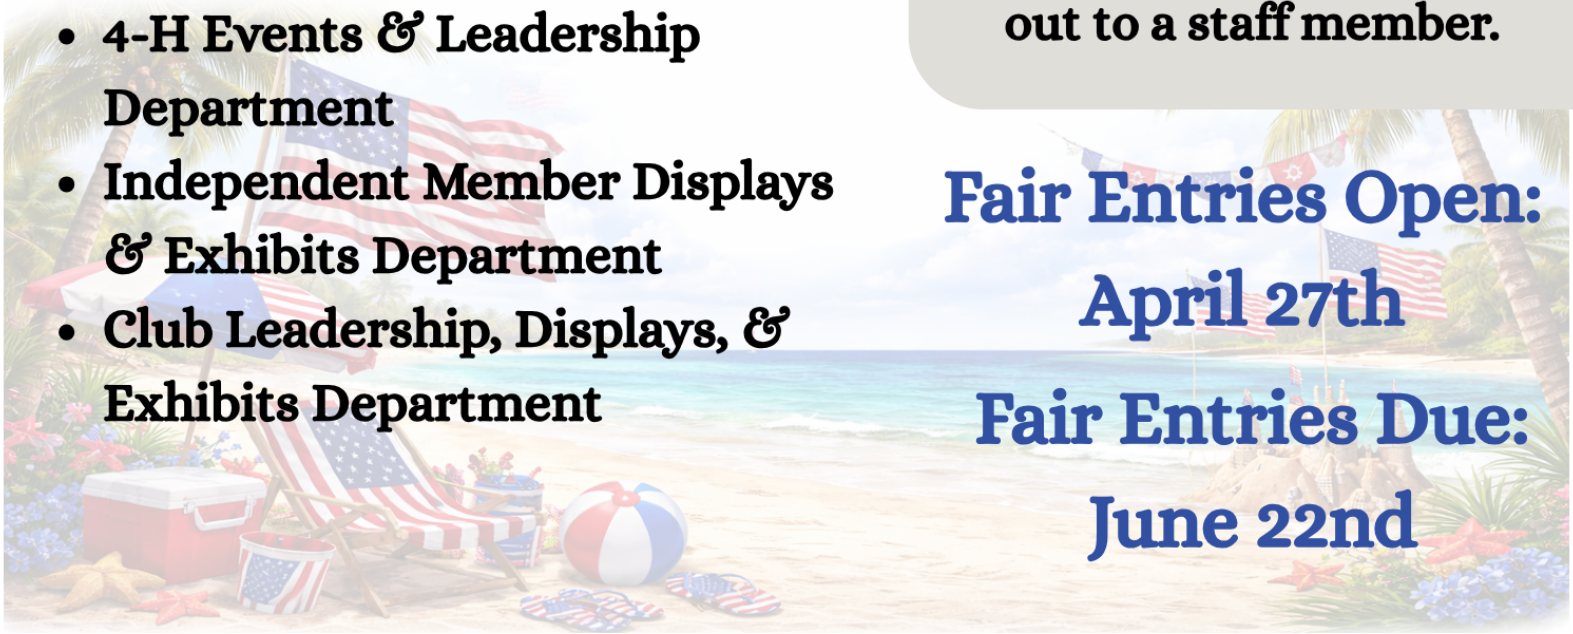 • 4-H Events & Leadership
Department
• Independent Member Displays
& Exhibits Department
• Club Leadership, Displays, &
Exhibits Department
out to a staff member.
Fair Entries Open:
April 27th
Fair Entries Due:
June 22nd